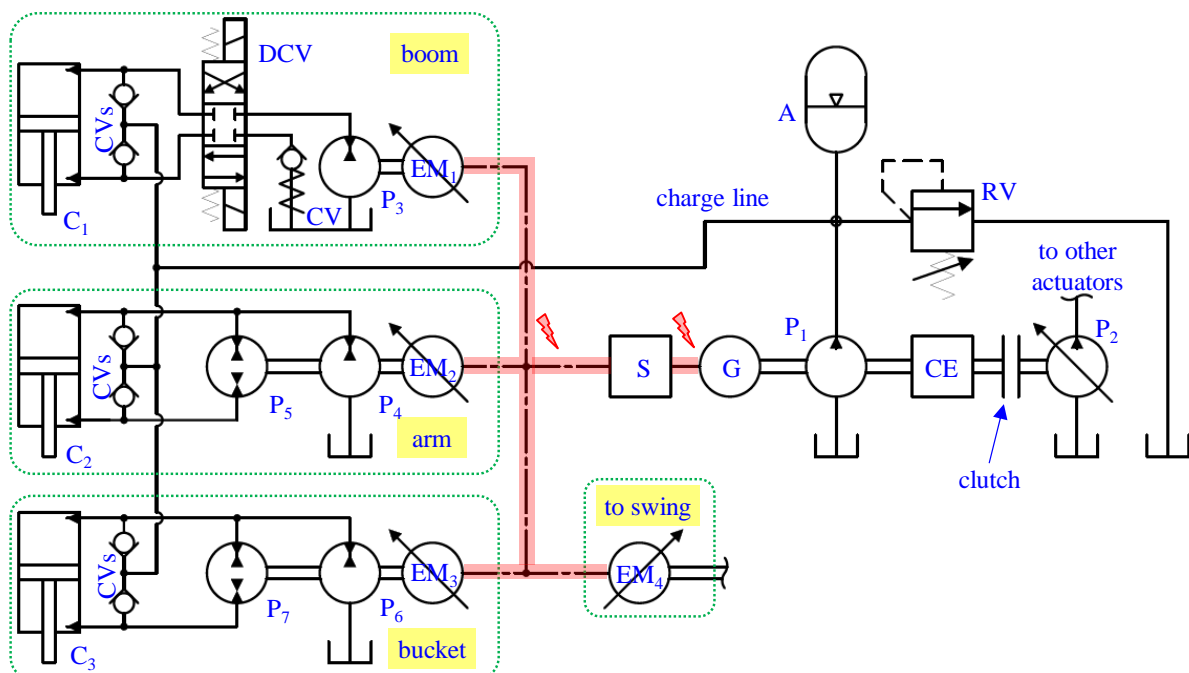 DCV
boom
CVs
EM₁
P₃
CV
C₁
A
charge line
RV
to other
actuators
CVs
P₅
P₄
EM₂
arm
C₂
S
G
P₁
CE
P₂
clutch
to swing
CVs
P₇
P₆
EM₃
bucket
C₃
EM₄